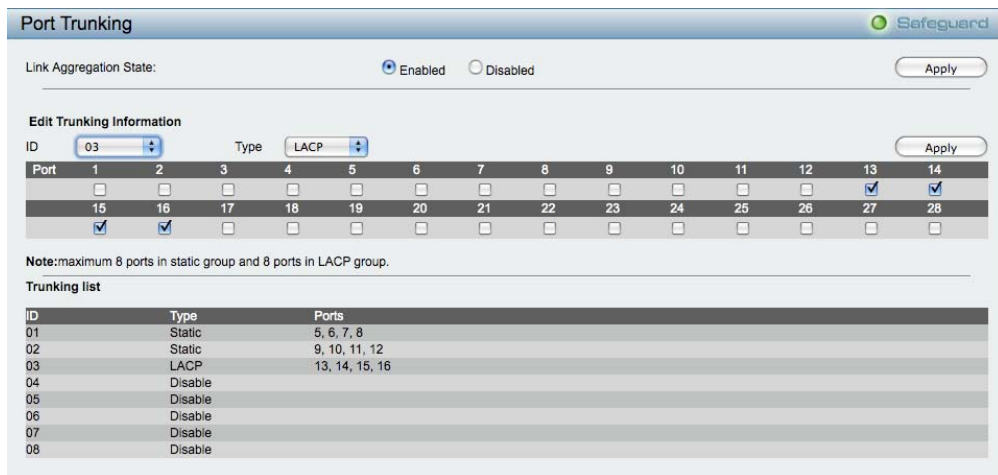 Port Trunking Safeguard
Link Aggregation State: Enabled Disabled Apply
Edit Trunking Information
ID 03 Type LACP Apply
Port 1 2 3 4 5 6 7 8 9 10 11 12 13 14
15 16 17 18 19 20 21 22 23 24 25 26 27 28
Note:maximum 8 ports in static group and 8 ports in LACP group.
Trunking list
ID Type Ports
01 Static 5, 6, 7, 8
02 Static 9, 10, 11, 12
03 LACP 13, 14, 15, 16
04 Disable
05 Disable
06 Disable
07 Disable
08 Disable